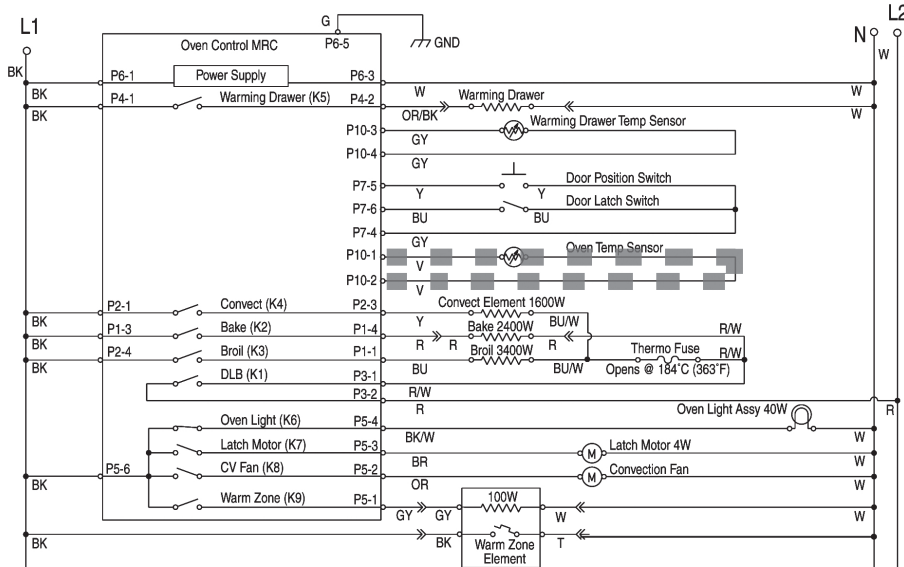 L1
G
P6-5
GND
N
L2
W
Oven Control MRC
BK
P6-1
Power Supply
P6-3
BK
W
W
P4-1
Warming Drawer (K5)
P4-2
Warming Drawer
BK
OR/BK
W
P10-3
Warming Drawer Temp Sensor
GY
P10-4
GY
P7-5
Door Position Switch
Y
Y
P7-6
Door Latch Switch
BU
BU
P7-4
GY
P10-1
Oven Temp Sensor
V
P10-2
V
P2-1
Convect (K4)
P2-3
Convect Element 1600W
BK
Y
BU/W
P1-3
Bake (K2)
P1-4
Bake 2400W
R/W
BK
R
R
R
P2-4
Broil (K3)
P1-1
Broil 3400W
Thermo Fuse
R/W
BK
BU
BU/W
Opens @ 184°C (363°F)
DLB (K1)
P3-1
P3-2
R/W
R
R
Oven Light Assy 40W
Oven Light (K6)
P5-4
BK/W
W
Latch Motor (K7)
P5-3
M
Latch Motor 4W
BR
W
P5-6
CV Fan (K8)
P5-2
M
Convection Fan
BK
OR
W
Warm Zone (K9)
P5-1
100W
GY
GY
W
W
BK
BK
Warm Zone
Element
T